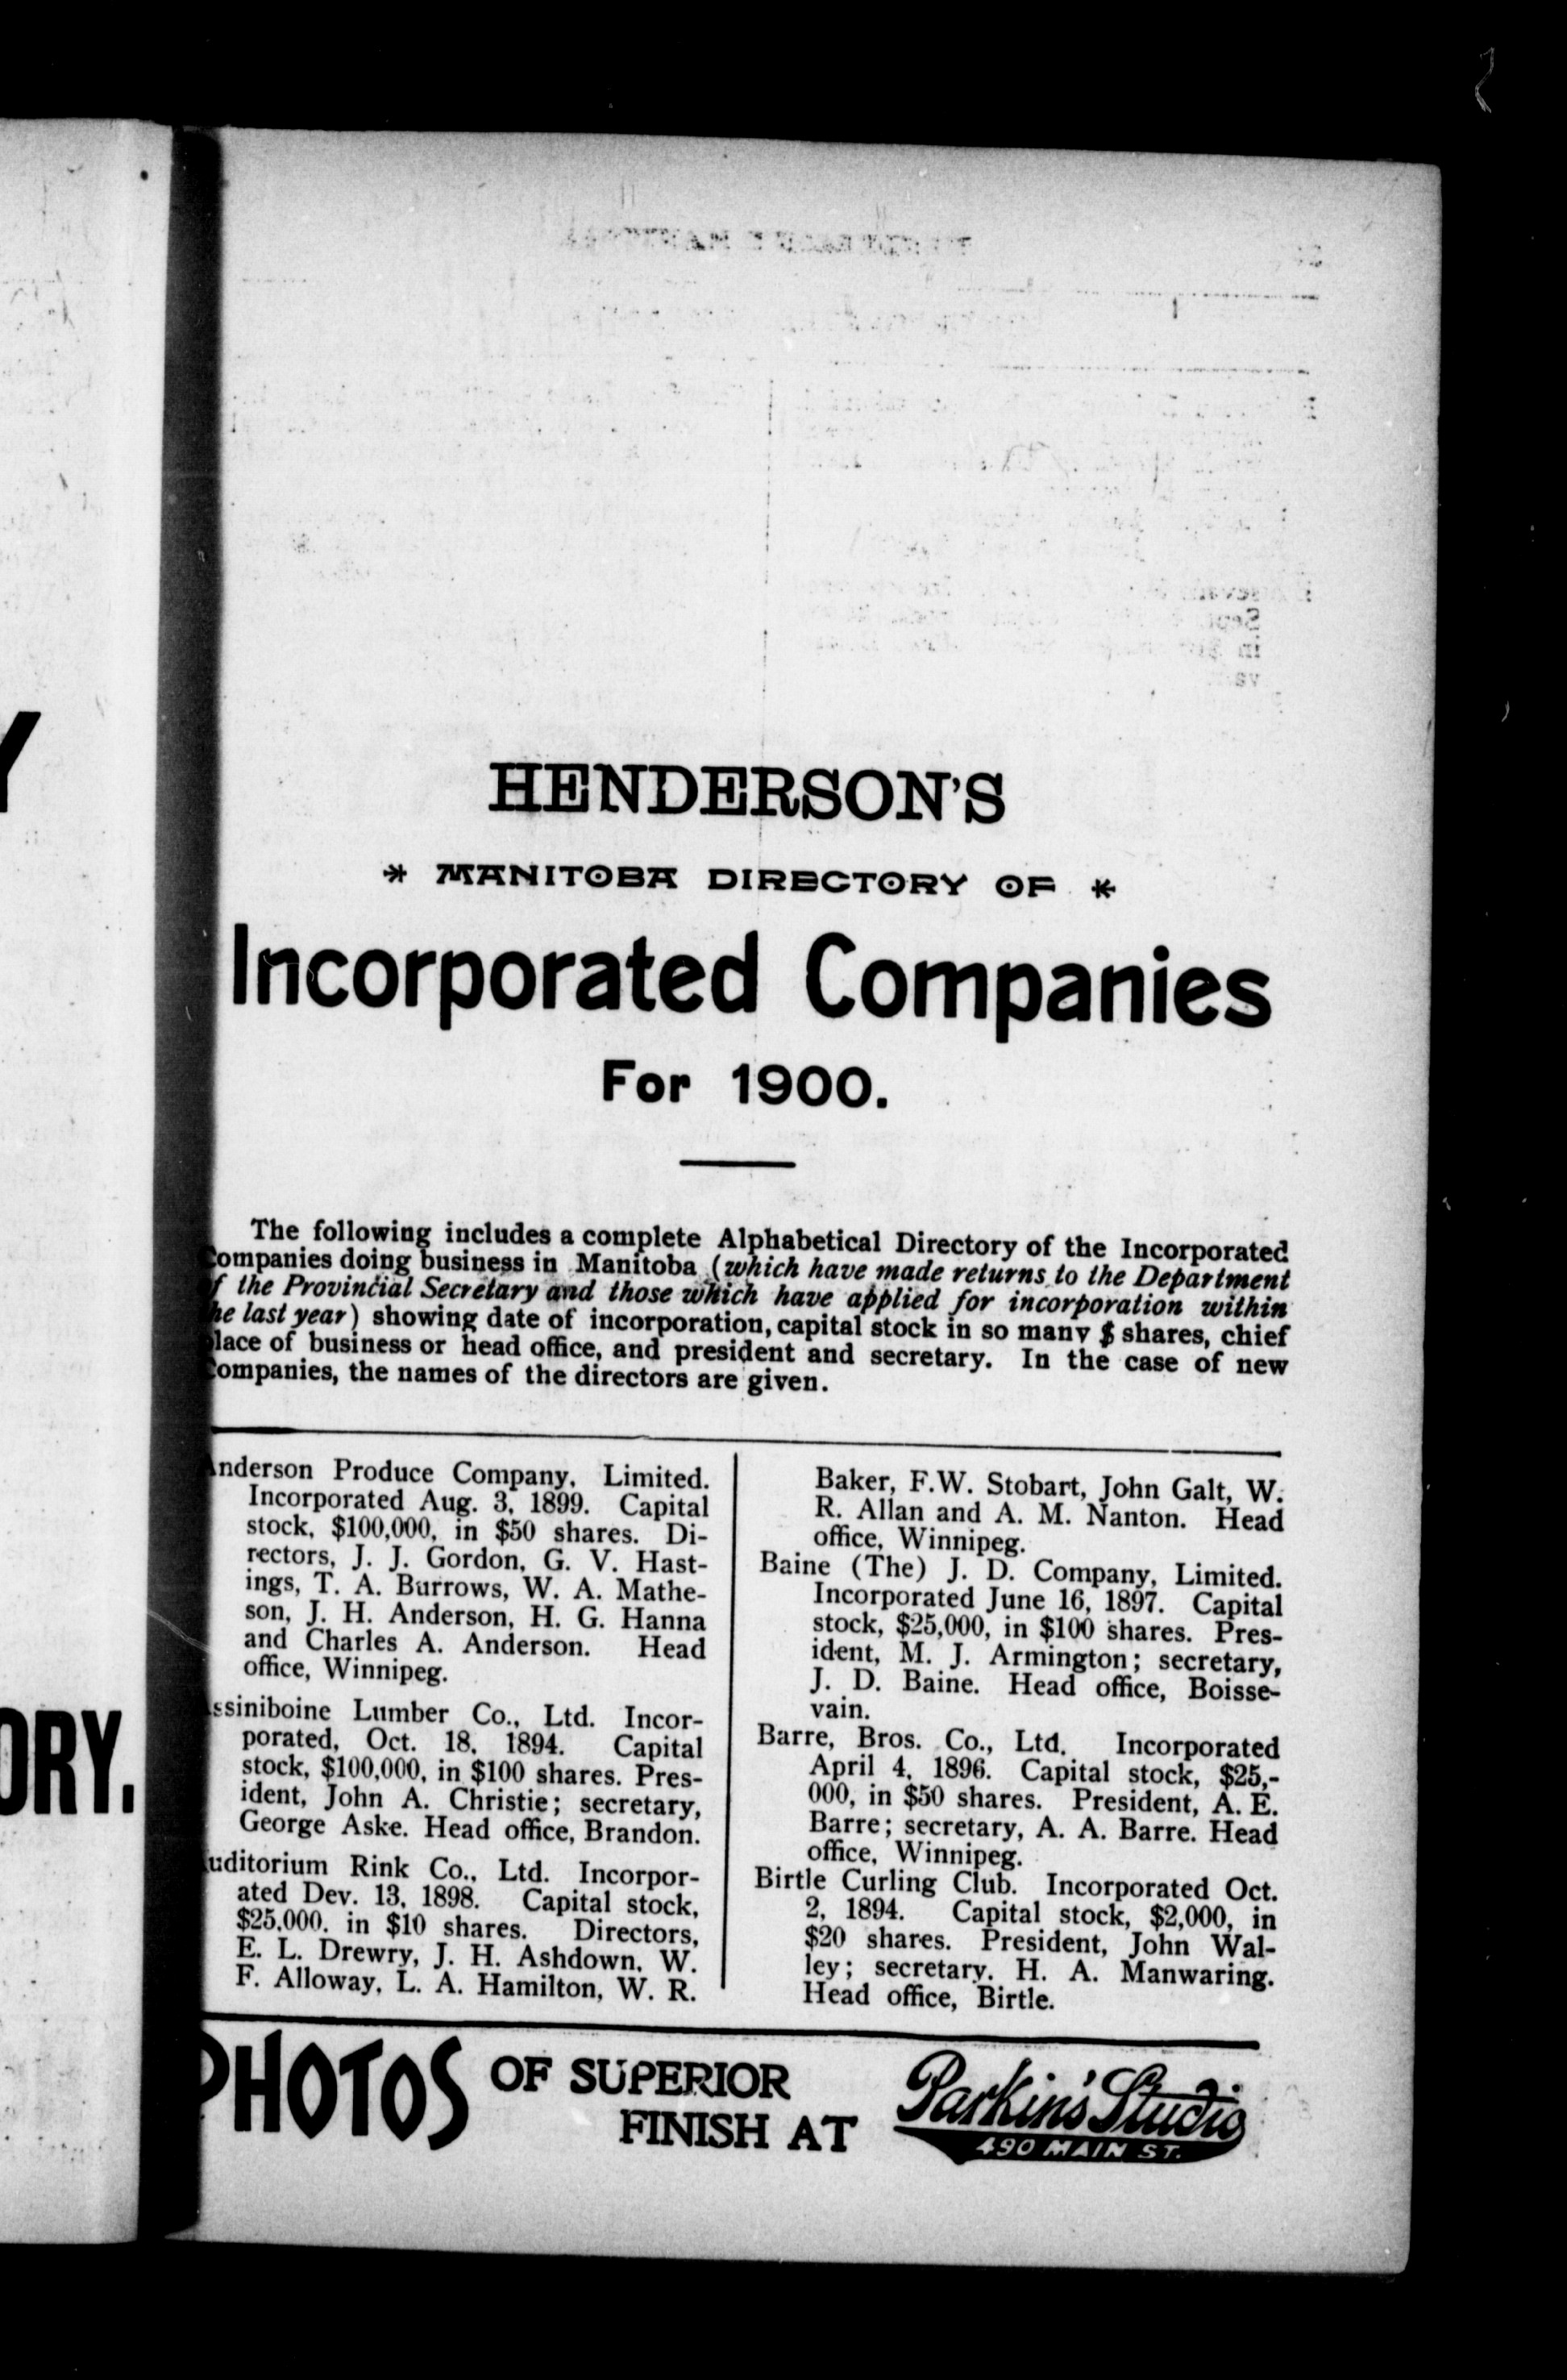 HENDERSON'S
MANITOBA DIRECTORY OF
Incorporated Companies
For 1900.
The following includes a complete Alphabetical Directory of the Incorporated
Companies doing business in Manitoba (which have made returns to the Department
of the Provincial Secretary and those which have applied for incorporation within
the last year) showing date of incorporation, capital stock in so many $ shares, chief
place of business or head office, and president and secretary. In the case of new
Companies, the names of the directors are given.
Anderson Produce Company, Limited.
Incorporated Aug. 3, 1899. Capital
stock, $100,000, in $50 shares. Di-
rectors, J. J. Gordon, G. V. Hast-
ings, T. A. Burrows, W. A. Mathe-
son, J. H. Anderson, H. G. Hanna
and Charles A. Anderson. Head
office, Winnipeg.
Assiniboine Lumber Co., Ltd. Incor-
porated, Oct. 18, 1894. Capital
stock, $100,000, in $100 shares. Pres-
ident, John A. Christie; secretary,
George Aske. Head office, Brandon.
Auditorium Rink Co., Ltd. Incorpor-
ated Dev. 13, 1898. Capital stock,
$25,000. in $10 shares. Directors,
E. L. Drewry, J. H. Ashdown, W.
F. Alloway, L. A. Hamilton, W. R.
Baker, F.W. Stobart, John Galt, W.
R. Allan and A. M. Nanton. Head
office, Winnipeg.
Baine (The) J. D. Company, Limited.
Incorporated June 16, 1897. Capital
stock, $25,000, in $100 shares. Pres-
ident, M. J. Armington; secretary,
J. D. Baine. Head office, Boisse-
vain.
Barre, Bros. Co., Ltd. Incorporated
April 4, 1896. Capital stock, $25,-
000, in $50 shares. President, A. E.
Barre; secretary, A. A. Barre. Head
office, Winnipeg.
Birtle Curling Club. Incorporated Oct.
2, 1894. Capital stock, $2,000, in
$20 shares. President, John Wal-
ley; secretary. H. A. Manwaring.
Head office, Birtle.
PHOTOS OF SUPERIOR
FINISH AT
Parkin's Studio
490 MAIN ST.